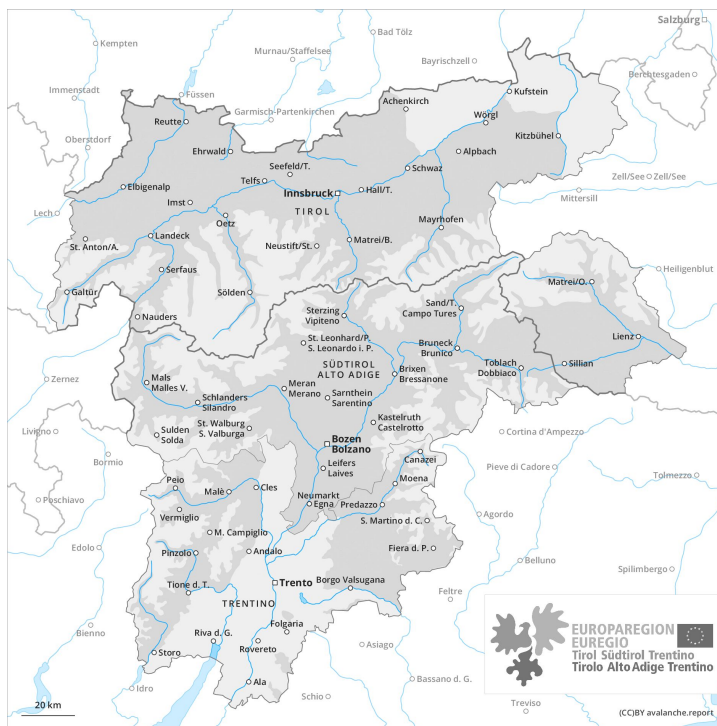 Salzburg
Kempten
Bad Tölz
Murnau/Staffelsee
Bayrischzell
Berchtesgaden
Immenstadt
Füssen
Kufstein
Garmisch-Partenkirchen
Achenkirch
Reutte
Wörgl
Oberstdorf
Kitzbühel
Ehrwald
Alpbach
Seefeld/T.
Schwaz
Zell/See
Zell/See
Telfs
Elbigenalp
Innsbruck
Hall/T.
Mittersill
Imst
TIROL
Lech
Oetz
Mayrhofen
Landeck
Matrei/B.
St. Anton/A.
Neustift/St.
Serfaus
Heiligenblut
Galtür
Sölden
Matrei/O.
Nauders
Sterzing
Vipiteno
Sand/T.
Campo Tures
St. Leonhard/P.
S. Leonardo i. P.
Lienz
Bruneck
Brunico
Toblach
Dobbiaco
Sillian
SÜDTIROL
ALTO ADIGE
Brixen
Bressanone
Zernez
Mals
Malles V.
Meran
Merano
Sarnthein
Sarentino
Schlanders
Silandro
Kastelruth
Castelrotto
St. Walburg
S. Valburga
Livigno
Sulden
Solda
Cortina d'Ampezzo
Bozen
Bolzano
Canazei
Bormio
Pieve di Cadore
Leifers
Laives
Tolmezzo
Peio
Malè
Cles
Moena
Poschiavo
Neumarkt
Egna
Predazzo
Vermiglio
Agordo
S. Martino d. C.
M. Campiglio
Edolo
Pinzolo
Andalo
Fiera d. P.
Belluno
Spilimbergo
Tione d. T.
Trento
Borgo Valsugana
Feltre
TRENTINO
Bienno
Folgaria
EUROPAREGION
EUREGIO
Tirol Südtirol Trentino
Tirolo Alto Adige Trentino
Riva d. G.
Rovereto
Asiago
Storo
Ala
Bassano d. G.
Idro
Schio
Treviso
20 km
(CC)BY avalanche.report